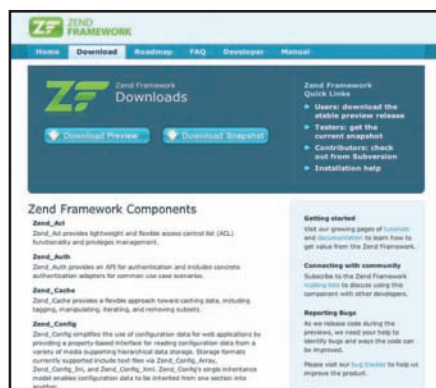 ZEND
FRAMEWORK
Home Download Roadmap FAQ Developer Manual
Zend Framework
Downloads
Download Preview Download Snapshot
Zend Framework
Quick Links
Users: download the
stable preview release
Testers: get the
current snapshot
Contributors: check
out from Subversion
Installation help
Zend Framework Components
Zend_Acl
Zend_Acl provides lightweight and flexible access control list (ACL)
functionality and privileges management.
Zend_Auth
Zend_Auth provides an API for authentication and includes concrete
authentication adapters for common use case scenarios.
Zend_Cache
Zend_Cache provides a flexible approach toward caching data, including
tagging, manipulating, iterating, and removing subsets.
Zend_Config
Zend_Config simplifies the use of configuration data for web applications by
providing a property-based interface for reading configuration data from a
variety of media supporting hierarchical data storage. Storage formats
currently supported include text files via Zend_Config_Array,
Zend_Config_Ini, and Zend_Config_Xml. Zend_Config's single inheritance
model enables configuration data to be inherited from one section into
another.
Getting started
Visit our growing pages of tutorials
and documentation to learn how to
get value from the Zend Framework.
Connecting with community
Subscribe to the Zend Framework
mailing lists to discuss using this
component with other developers.
Reporting Bugs
As we release code during the
previews, we need your help to
identify bugs and ways the code can
be improved.
Please visit our bug tracker to help us
improve the product.